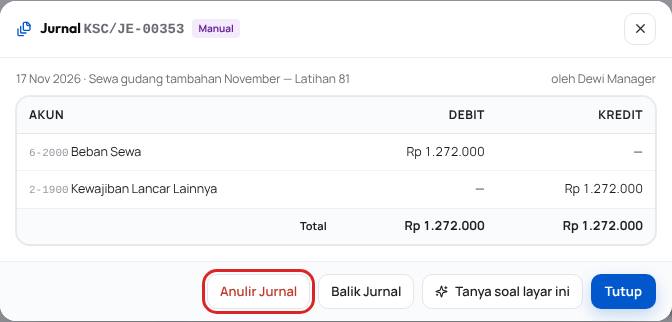 Jurnal KSC/JE-00353 Manual
17 Nov 2026 · Sewa gudang tambahan November — Latihan 81 oleh Dewi Manager
AKUN DEBIT KREDIT
6-2000 Beban Sewa Rp 1.272.000 —
2-1900 Kewajiban Lancar Lainnya — Rp 1.272.000
Total Rp 1.272.000 Rp 1.272.000
Anulir Jurnal Balik Jurnal Tanya soal layar ini Tutup